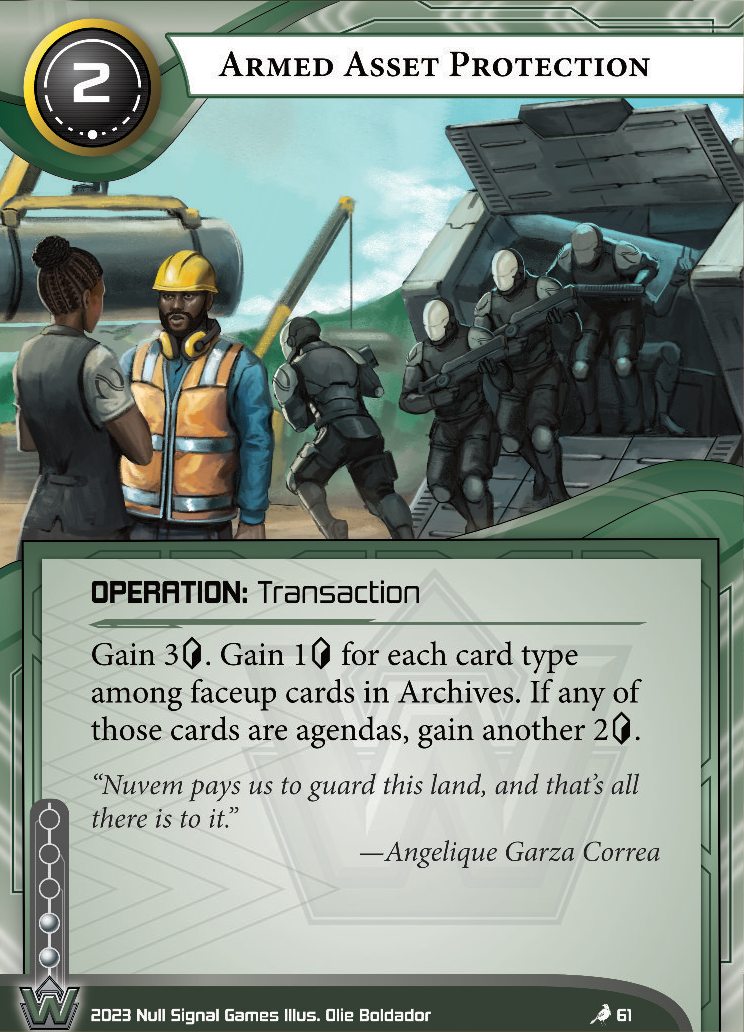 2
Armed Asset Protection
OPERATION: Transaction
Gain 3. Gain 1 for each card type
among faceup cards in Archives. If any of
those cards are agendas, gain another 2.
“Nuvem pays us to guard this land, and that’s all
there is to it.”
—Angelique Garza Correa
W
2023 Null Signal Games Illus. Olie Boldador
61